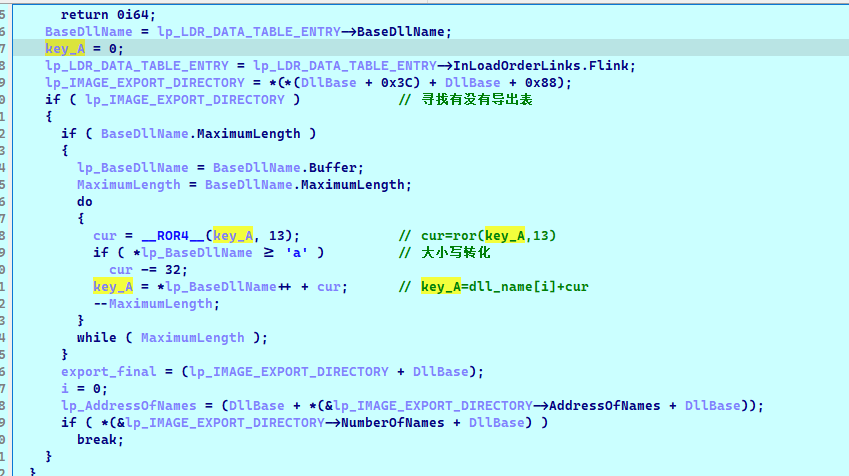 5 return 0i64;
6 BaseDllName = lp_LDR_DATA_TABLE_ENTRY->BaseDllName;
7 key_A = 0;
8 lp_LDR_DATA_TABLE_ENTRY = lp_LDR_DATA_TABLE_ENTRY->InLoadOrderLinks.Flink;
9 lp_IMAGE_EXPORT_DIRECTORY = *(*(DllBase + 0x3C) + DllBase + 0x88);
0 if ( lp_IMAGE_EXPORT_DIRECTORY ) // 寻找有没有导出表
1 {
2 if ( BaseDllName.MaximumLength )
3 {
4 lp_BaseDllName = BaseDllName.Buffer;
5 MaximumLength = BaseDllName.MaximumLength;
6 do
7 {
8 cur = __ROR4__(key_A, 13); // cur=ror(key_A,13)
9 if ( *lp_BaseDllName ≥ 'a' ) // 大小写转化
0 cur -= 32;
1 key_A = *lp_BaseDllName++ + cur; // key_A=dll_name[i]+cur
2 --MaximumLength;
3 }
4 while ( MaximumLength );
5 }
6 export_final = (lp_IMAGE_EXPORT_DIRECTORY + DllBase);
7 i = 0;
8 lp_AddressOfNames = (DllBase + *(&lp_IMAGE_EXPORT_DIRECTORY->AddressOfNames + DllBase));
9 if ( *(&lp_IMAGE_EXPORT_DIRECTORY->NumberOfNames + DllBase) )
0 break;
1 }
2 }